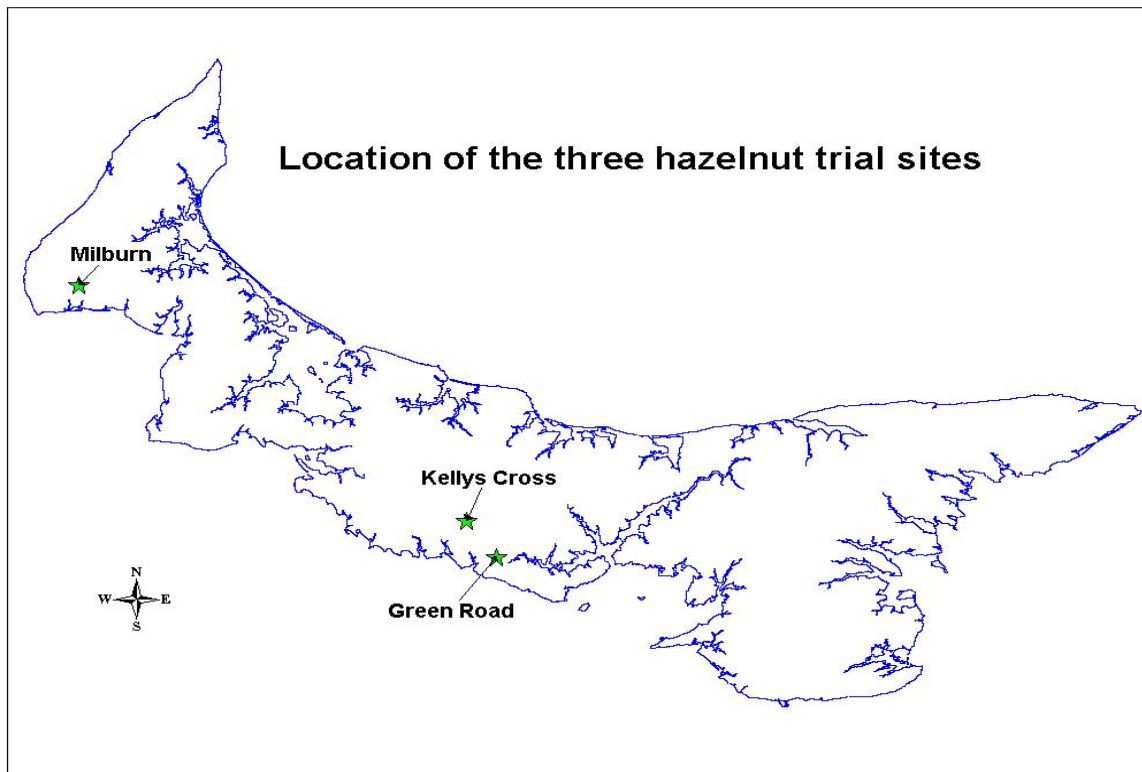 Location of the three hazelnut trial sites
Milburn
Kellys Cross
Green Road
N
W E
S